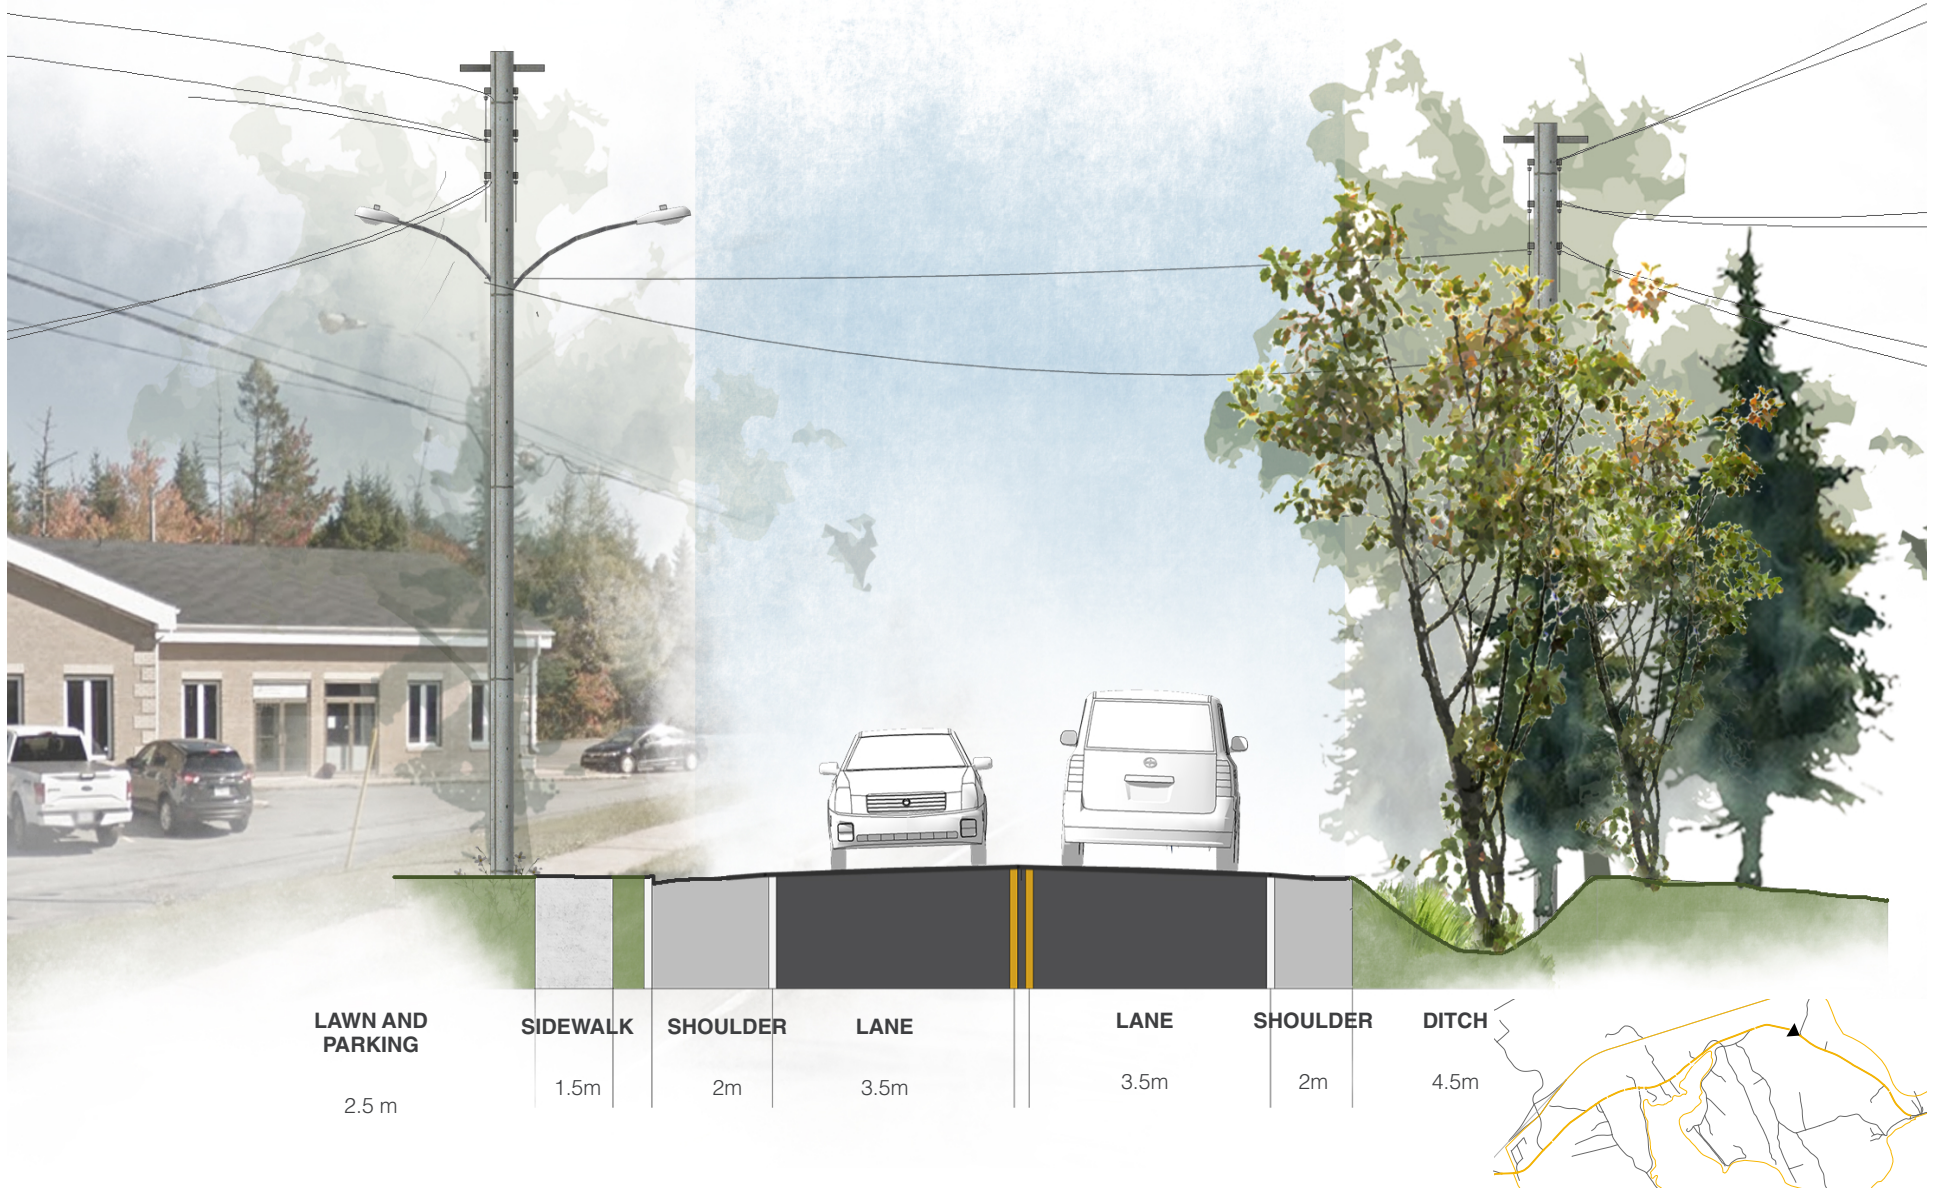 LAWN AND
PARKING
2.5 m
SIDEWALK
1.5m
SHOULDER
2m
LANE
3.5m
LANE
3.5m
SHOULDER
2m
DITCH
4.5m